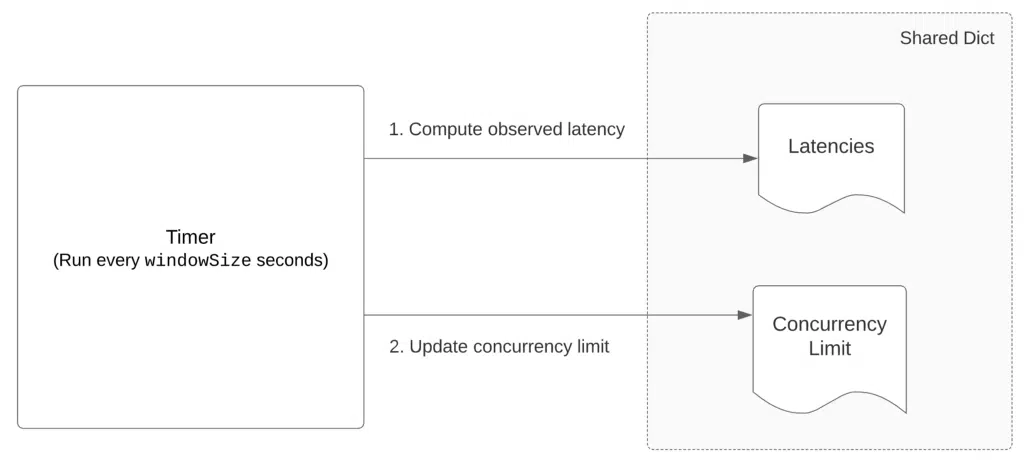 Shared Dict
1. Compute observed latency
Latencies
Timer
(Run every windowSize seconds)
Concurrency
Limit
2. Update concurrency limit